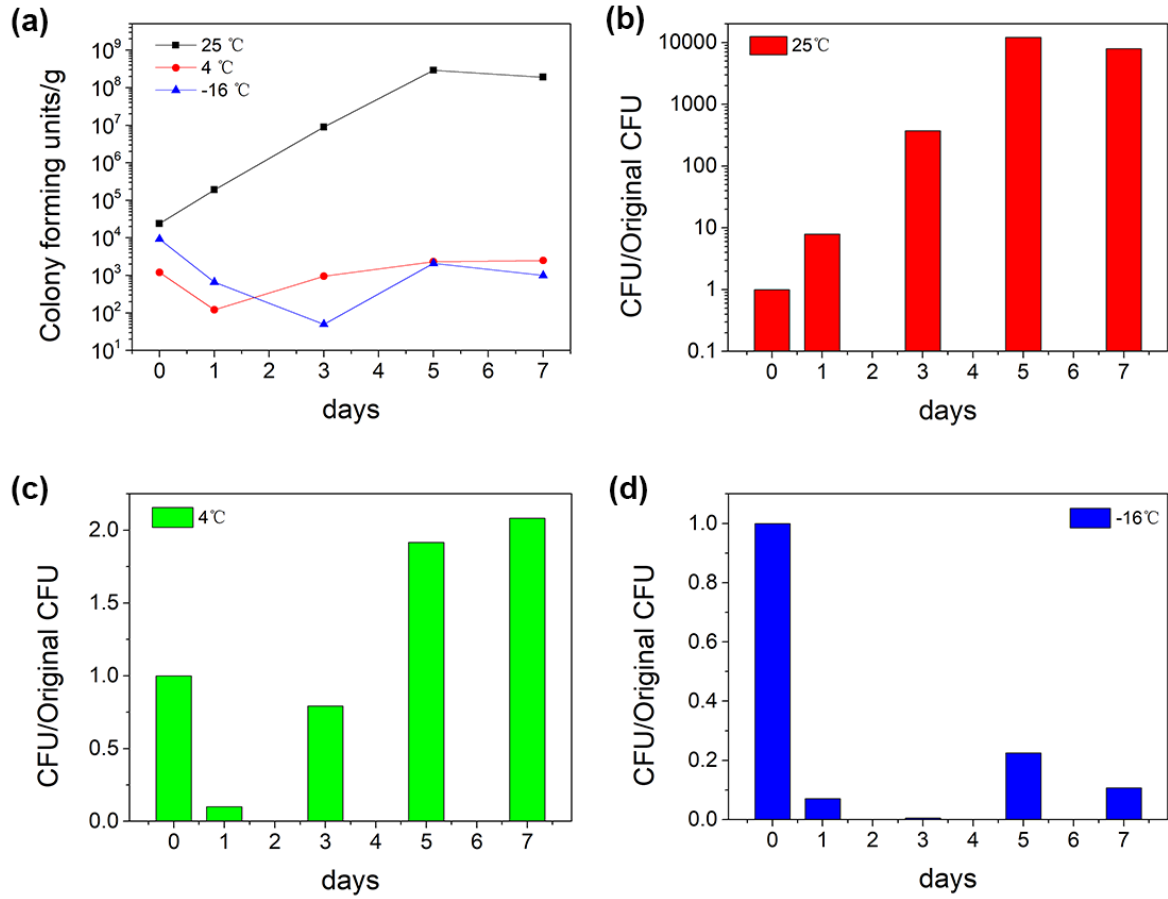 (a)
25 ℃
4 ℃
-16 ℃
10⁹
10⁸
10⁷
10⁶
10⁵
10⁴
10³
10²
10¹
Colony forming units/g
0 1 2 3 4 5 6 7
days
(b)
25℃
10000
1000
100
10
1
0.1
CFU/Original CFU
0 1 2 3 4 5 6 7
days
(c)
4℃
2.0
1.5
1.0
0.5
0.0
CFU/Original CFU
0 1 2 3 4 5 6 7
days
(d)
-16℃
1.0
0.8
0.6
0.4
0.2
0.0
CFU/Original CFU
0 1 2 3 4 5 6 7
days